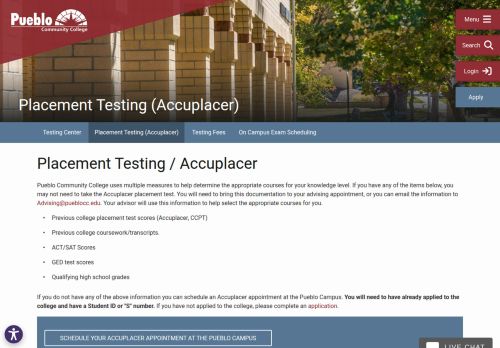 Pueblo
Community College
Menu
Search
Login
Apply
Placement Testing (Accuplacer)
Testing Center
Placement Testing (Accuplacer)
Testing Fees
On Campus Exam Scheduling
Placement Testing / Accuplacer
Pueblo Community College uses multiple measures to help determine the appropriate courses for your knowledge level. If you have any of the items below, you
may not need to take the Accuplacer placement test. You will need to bring this documentation to your advising appointment, or you can email the information to
Advising@pueblocc.edu. Your advisor will use this information to help select the appropriate courses for you.
• Previous college placement test scores (Accuplacer, CCPT)
• Previous college coursework/transcripts.
• ACT/SAT Scores
• GED test scores
• Qualifying high school grades
If you do not have any of the above information you can schedule an Accuplacer appointment at the Pueblo Campus. You will need to have already applied to the
college and have a Student ID or "S" number. If you have not applied to the college, please complete an application.
SCHEDULE YOUR ACCUPLACER APPOINTMENT AT THE PUEBLO CAMPUS
LIVE CHAT